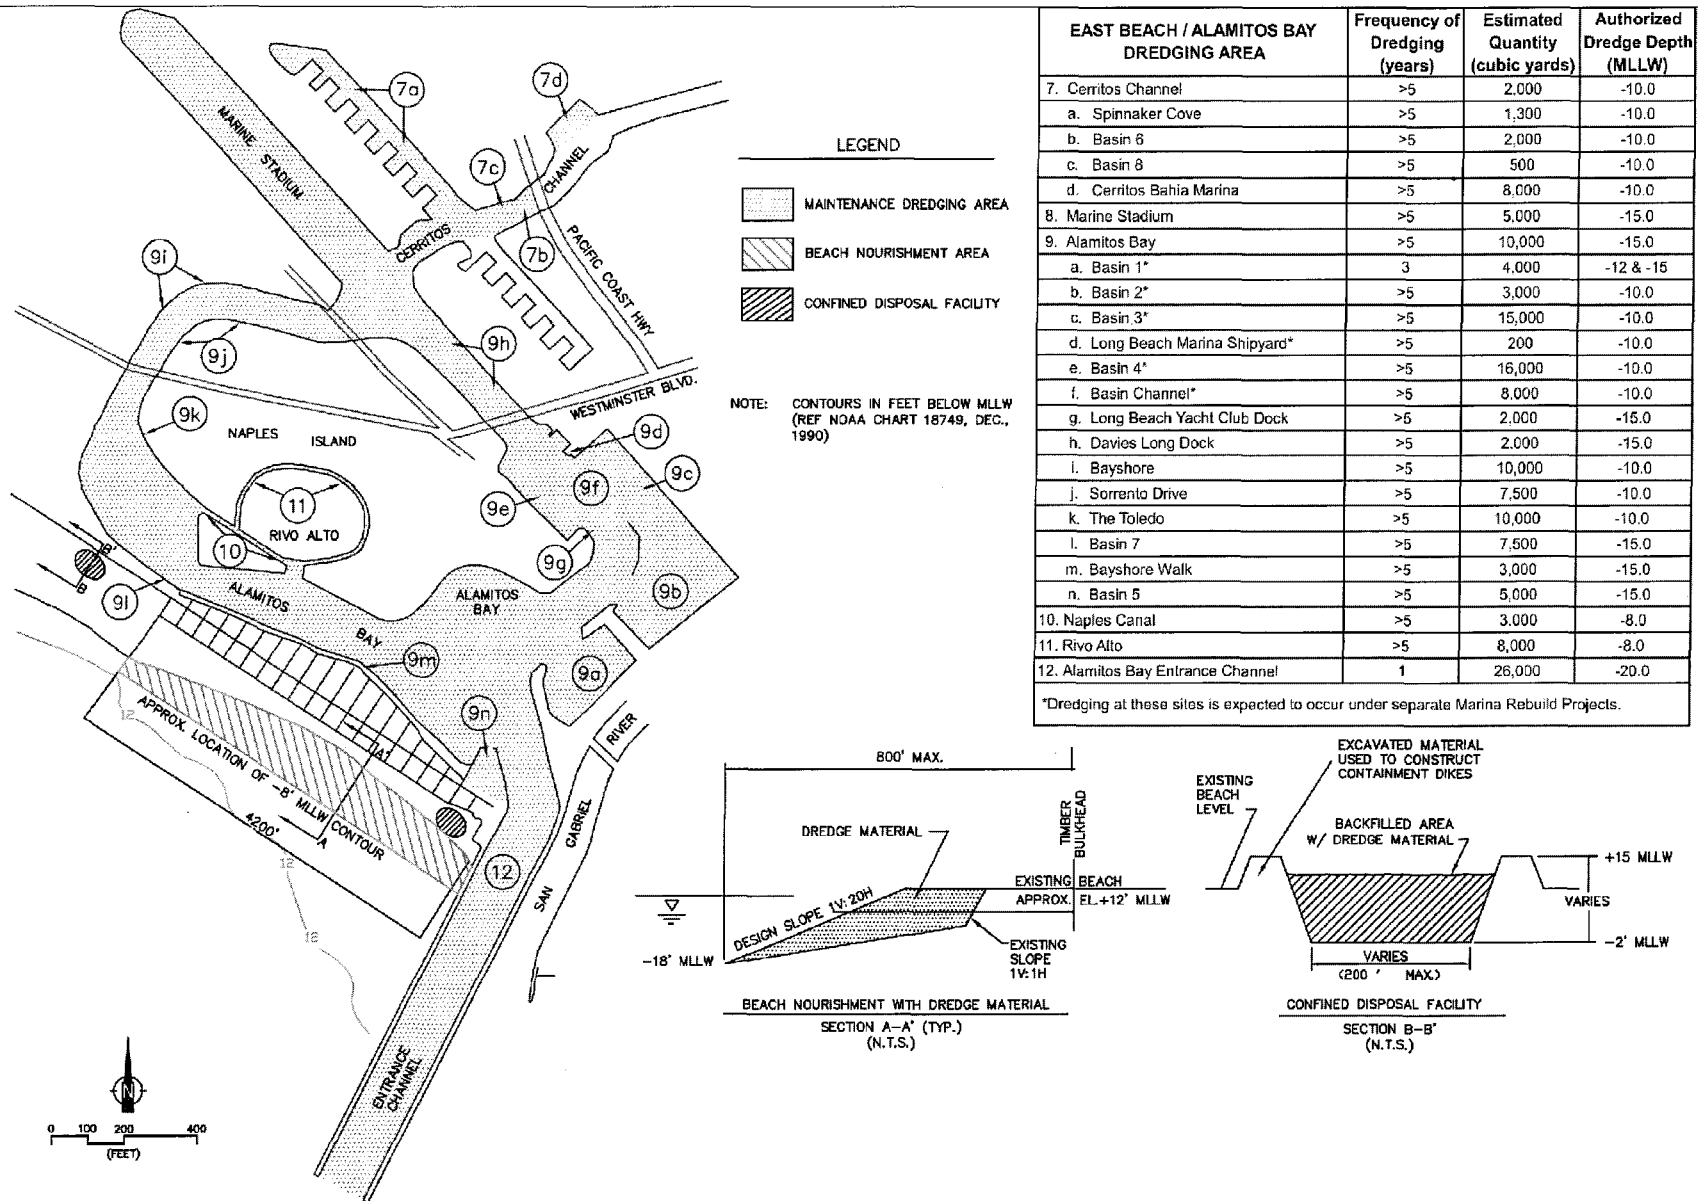 7a
7d
MARINE STADIUM
7c
CHANNEL
CERRITOS
7b
PACIFIC COAST HWY
9i
9h
9j
WESTMINSTER BLVD.
9k
NAPLES ISLAND
9d
9c
9f
9e
11
RIVO ALTO
10
9g
B'
B
9l
ALAMITOS
BAY
ALAMITOS
BAY
9b
9m
9a
12
9n
RIVER
APPROX. LOCATION OF -8' MLLW CONTOUR
A'
4200'
A
GABRIEL
SAN
12
12
12
ENTRANCE
CHANNEL
N
0 100 200 400
(FEET)
LEGEND
MAINTENANCE DREDGING AREA
BEACH NOURISHMENT AREA
CONFINED DISPOSAL FACILITY
NOTE: CONTOURS IN FEET BELOW MLLW
(REF NOAA CHART 18749, DEC.,
1990)
EAST BEACH / ALAMITOS BAY
DREDGING AREA
Frequency of
Dredging
(years)
Estimated
Quantity
(cubic yards)
Authorized
Dredge Depth
(MLLW)
7. Cerritos Channel >5 2,000 -10.0
a. Spinnaker Cove >5 1,300 -10.0
b. Basin 6 >5 2,000 -10.0
c. Basin 8 >5 500 -10.0
d. Cerritos Bahia Marina >5 8,000 -10.0
8. Marine Stadium >5 5,000 -15.0
9. Alamitos Bay >5 10,000 -15.0
a. Basin 1* 3 4,000 -12 & -15
b. Basin 2* >5 3,000 -10.0
c. Basin 3* >5 15,000 -10.0
d. Long Beach Marina Shipyard* >5 200 -10.0
e. Basin 4* >5 16,000 -10.0
f. Basin Channel* >5 8,000 -10.0
g. Long Beach Yacht Club Dock >5 2,000 -15.0
h. Davies Long Dock >5 2,000 -15.0
i. Bayshore >5 10,000 -10.0
j. Sorrento Drive >5 7,500 -10.0
k. The Toledo >5 10,000 -10.0
l. Basin 7 >5 7,500 -15.0
m. Bayshore Walk >5 3,000 -15.0
n. Basin 5 >5 5,000 -15.0
10. Naples Canal >5 3,000 -8.0
11. Rivo Alto >5 8,000 -8.0
12. Alamitos Bay Entrance Channel 1 26,000 -20.0
*Dredging at these sites is expected to occur under separate Marina Rebuild Projects.
800' MAX.
TIMBER
BULKHEAD
DREDGE MATERIAL
EXISTING BEACH
APPROX. EL.+12' MLLW
DESIGN SLOPE 1V:20H
-18' MLLW
EXISTING
SLOPE
1V:1H
BEACH NOURISHMENT WITH DREDGE MATERIAL
SECTION A-A' (TYP.)
(N.T.S.)
EXCAVATED MATERIAL
USED TO CONSTRUCT
CONTAINMENT DIKES
EXISTING
BEACH
LEVEL
BACKFILLED AREA
W/ DREDGE MATERIAL
+15 MLLW
VARIES
-2' MLLW
VARIES
(200 ' MAX.)
CONFINED DISPOSAL FACILITY
SECTION B-B'
(N.T.S.)